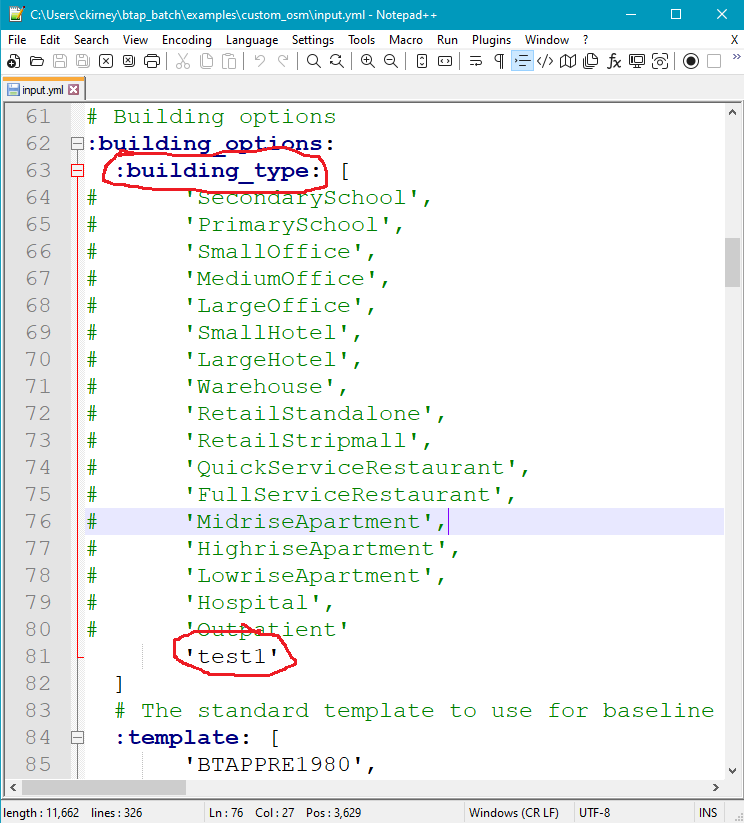 C:\Users\ckirney\btap_batch\examples\custom_osm\input.yml - Notepad++
File Edit Search View Encoding Language Settings Tools Macro Run Plugins Window ? X
input.yml
61 # Building options
62 :building_options:
63 :building_type: [
64 # 'SecondarySchool',
65 # 'PrimarySchool',
66 # 'SmallOffice',
67 # 'MediumOffice',
68 # 'LargeOffice',
69 # 'SmallHotel',
70 # 'LargeHotel',
71 # 'Warehouse',
72 # 'RetailStandalone',
73 # 'RetailStripmall',
74 # 'QuickServiceRestaurant',
75 # 'FullServiceRestaurant',
76 # 'MidriseApartment',
77 # 'HighriseApartment',
78 # 'LowriseApartment',
79 # 'Hospital',
80 # 'Outpatient'
81 'test1'
82 ]
83 # The standard template to use for baseline
84 :template: [
85 'BTAPPRE1980',
length : 11,662 lines : 326 Ln : 76 Col : 27 Pos : 3,629 Windows (CR LF) UTF-8 INS